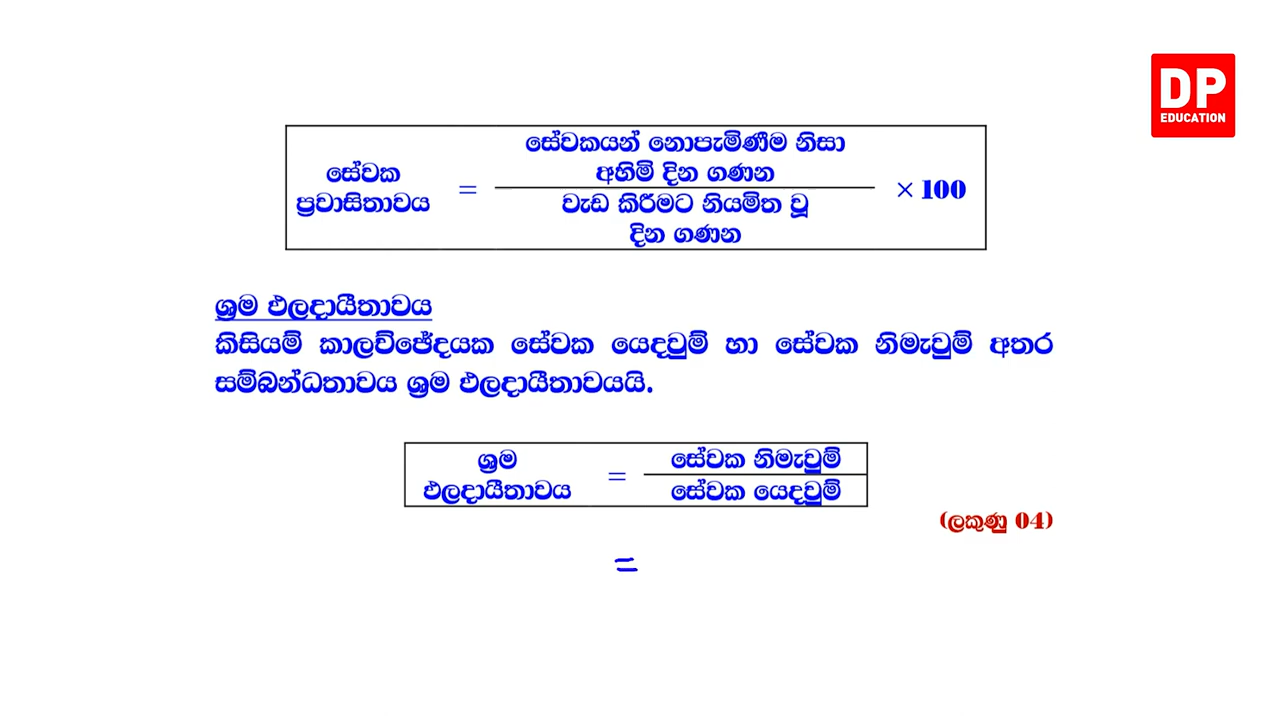 DP
EDUCATION
සේවකයන් නොපැමිණීම නිසා
අහිමි දින ගණන
සේවක
ප්‍රවාසිතාවය
=
× 100
වැඩ කිරීමට නියමිත වූ
දින ගණන
ශ්‍රම ඵලදායීතාවය
කිසියම් කාලච්ඡේදයක සේවක යෙදවුම් හා සේවක නිමැවුම් අතර
සම්බන්ධතාවය ශ්‍රම ඵලදායීතාවයයි.
ශ්‍රම
ඵලදායීතාවය
=
සේවක නිමැවුම්
සේවක යෙදවුම්
(ලකුණු 04)
=